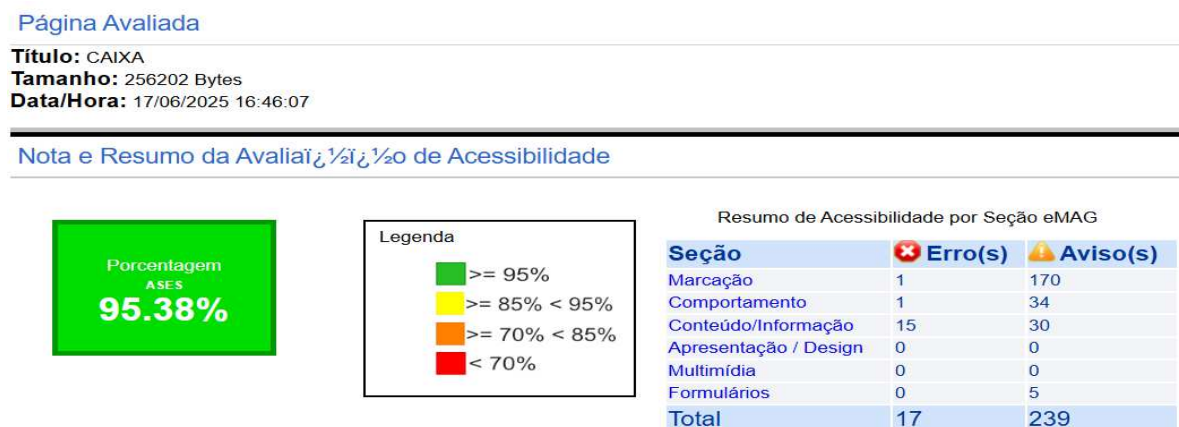 Página Avaliada
Título: CAIXA
Tamanho: 256202 Bytes
Data/Hora: 17/06/2025 16:46:07
Nota e Resumo da Avaliaï¿½ï¿½o de Acessibilidade
Porcentagem
ASES
95.38%
Legenda
>= 95%
>= 85% < 95%
>= 70% < 85%
< 70%
Resumo de Acessibilidade por Seção eMAG
Seção Erro(s) Aviso(s)
Marcação 1 170
Comportamento 1 34
Conteúdo/Informação 15 30
Apresentação / Design 0 0
Multimídia 0 0
Formulários 0 5
Total 17 239